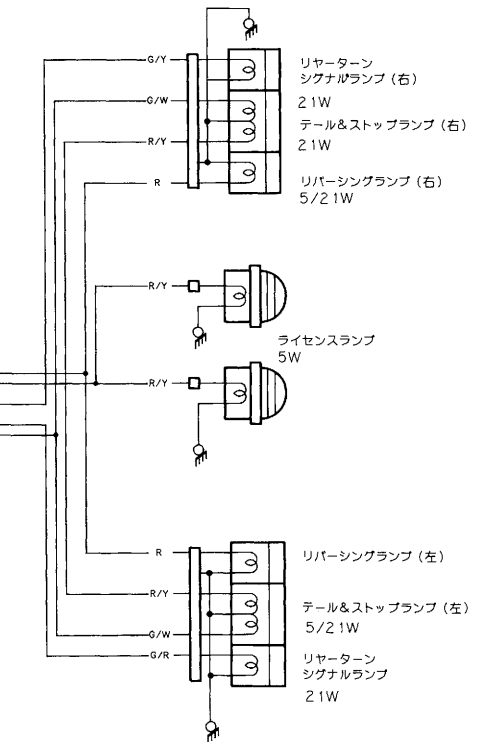 G/Y
リヤーターン
シグナルランプ（右）
21W
G/W
テール＆ストップランプ（右）
R/Y
21W
R
リバーシングランプ（右）
5/21W
R/Y
ライセンスランプ
5W
R/Y
R
リバーシングランプ（左）
R/Y
テール＆ストップランプ（左）
5/21W
G/W
G/R
リヤーターン
シグナルランプ
21W